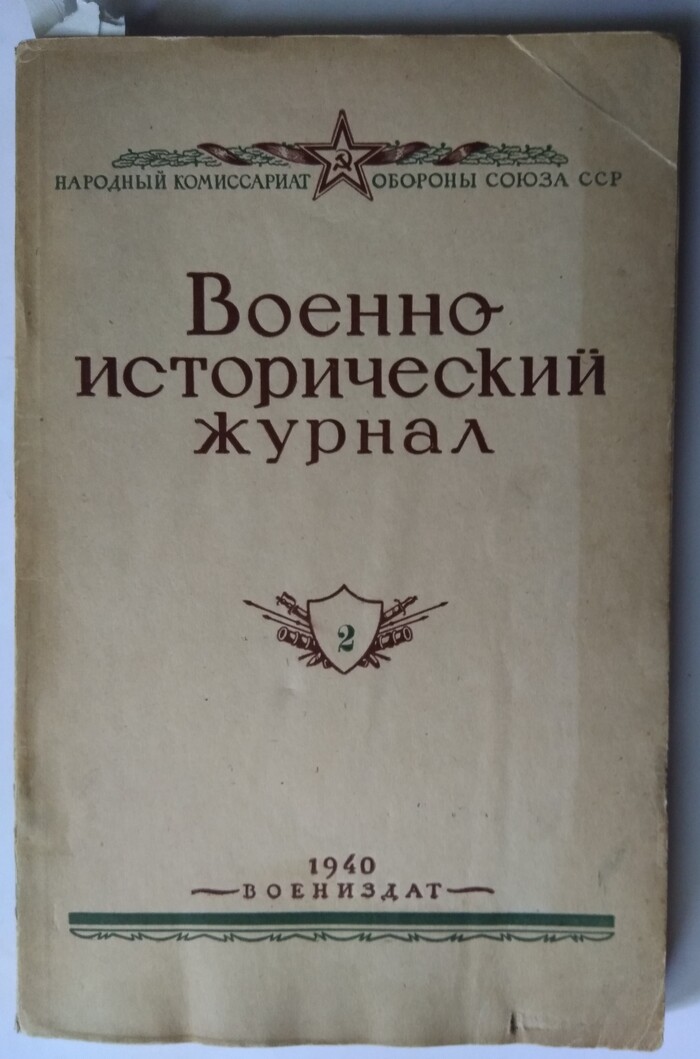 НАРОДНЫЙ КОМИССАРИАТ ОБОРОНЫ СОЮЗА ССР
Военно-
исторический
журнал
2
1940
ВОЕНИЗДАТ